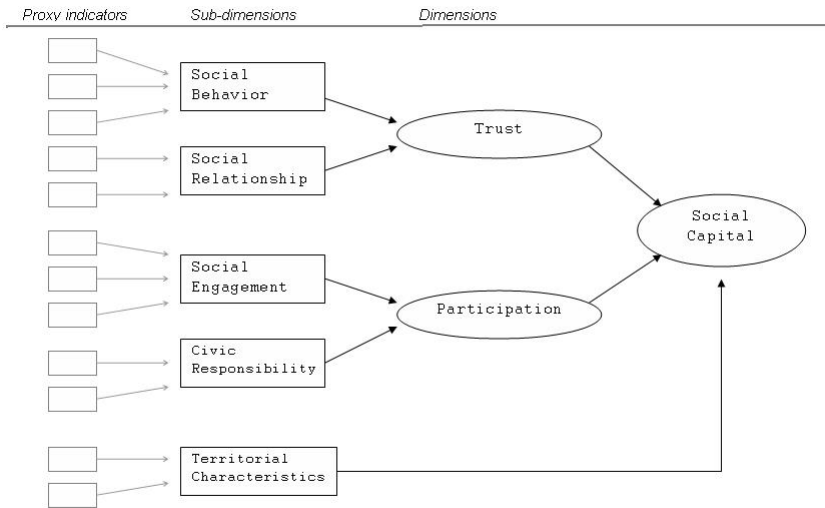 Proxy indicators Sub-dimensions Dimensions
Social
Behavior
Trust
Social
Relationship
Social
Capital
Social
Engagement
Participation
Civic
Responsibility
Territorial
Characteristics